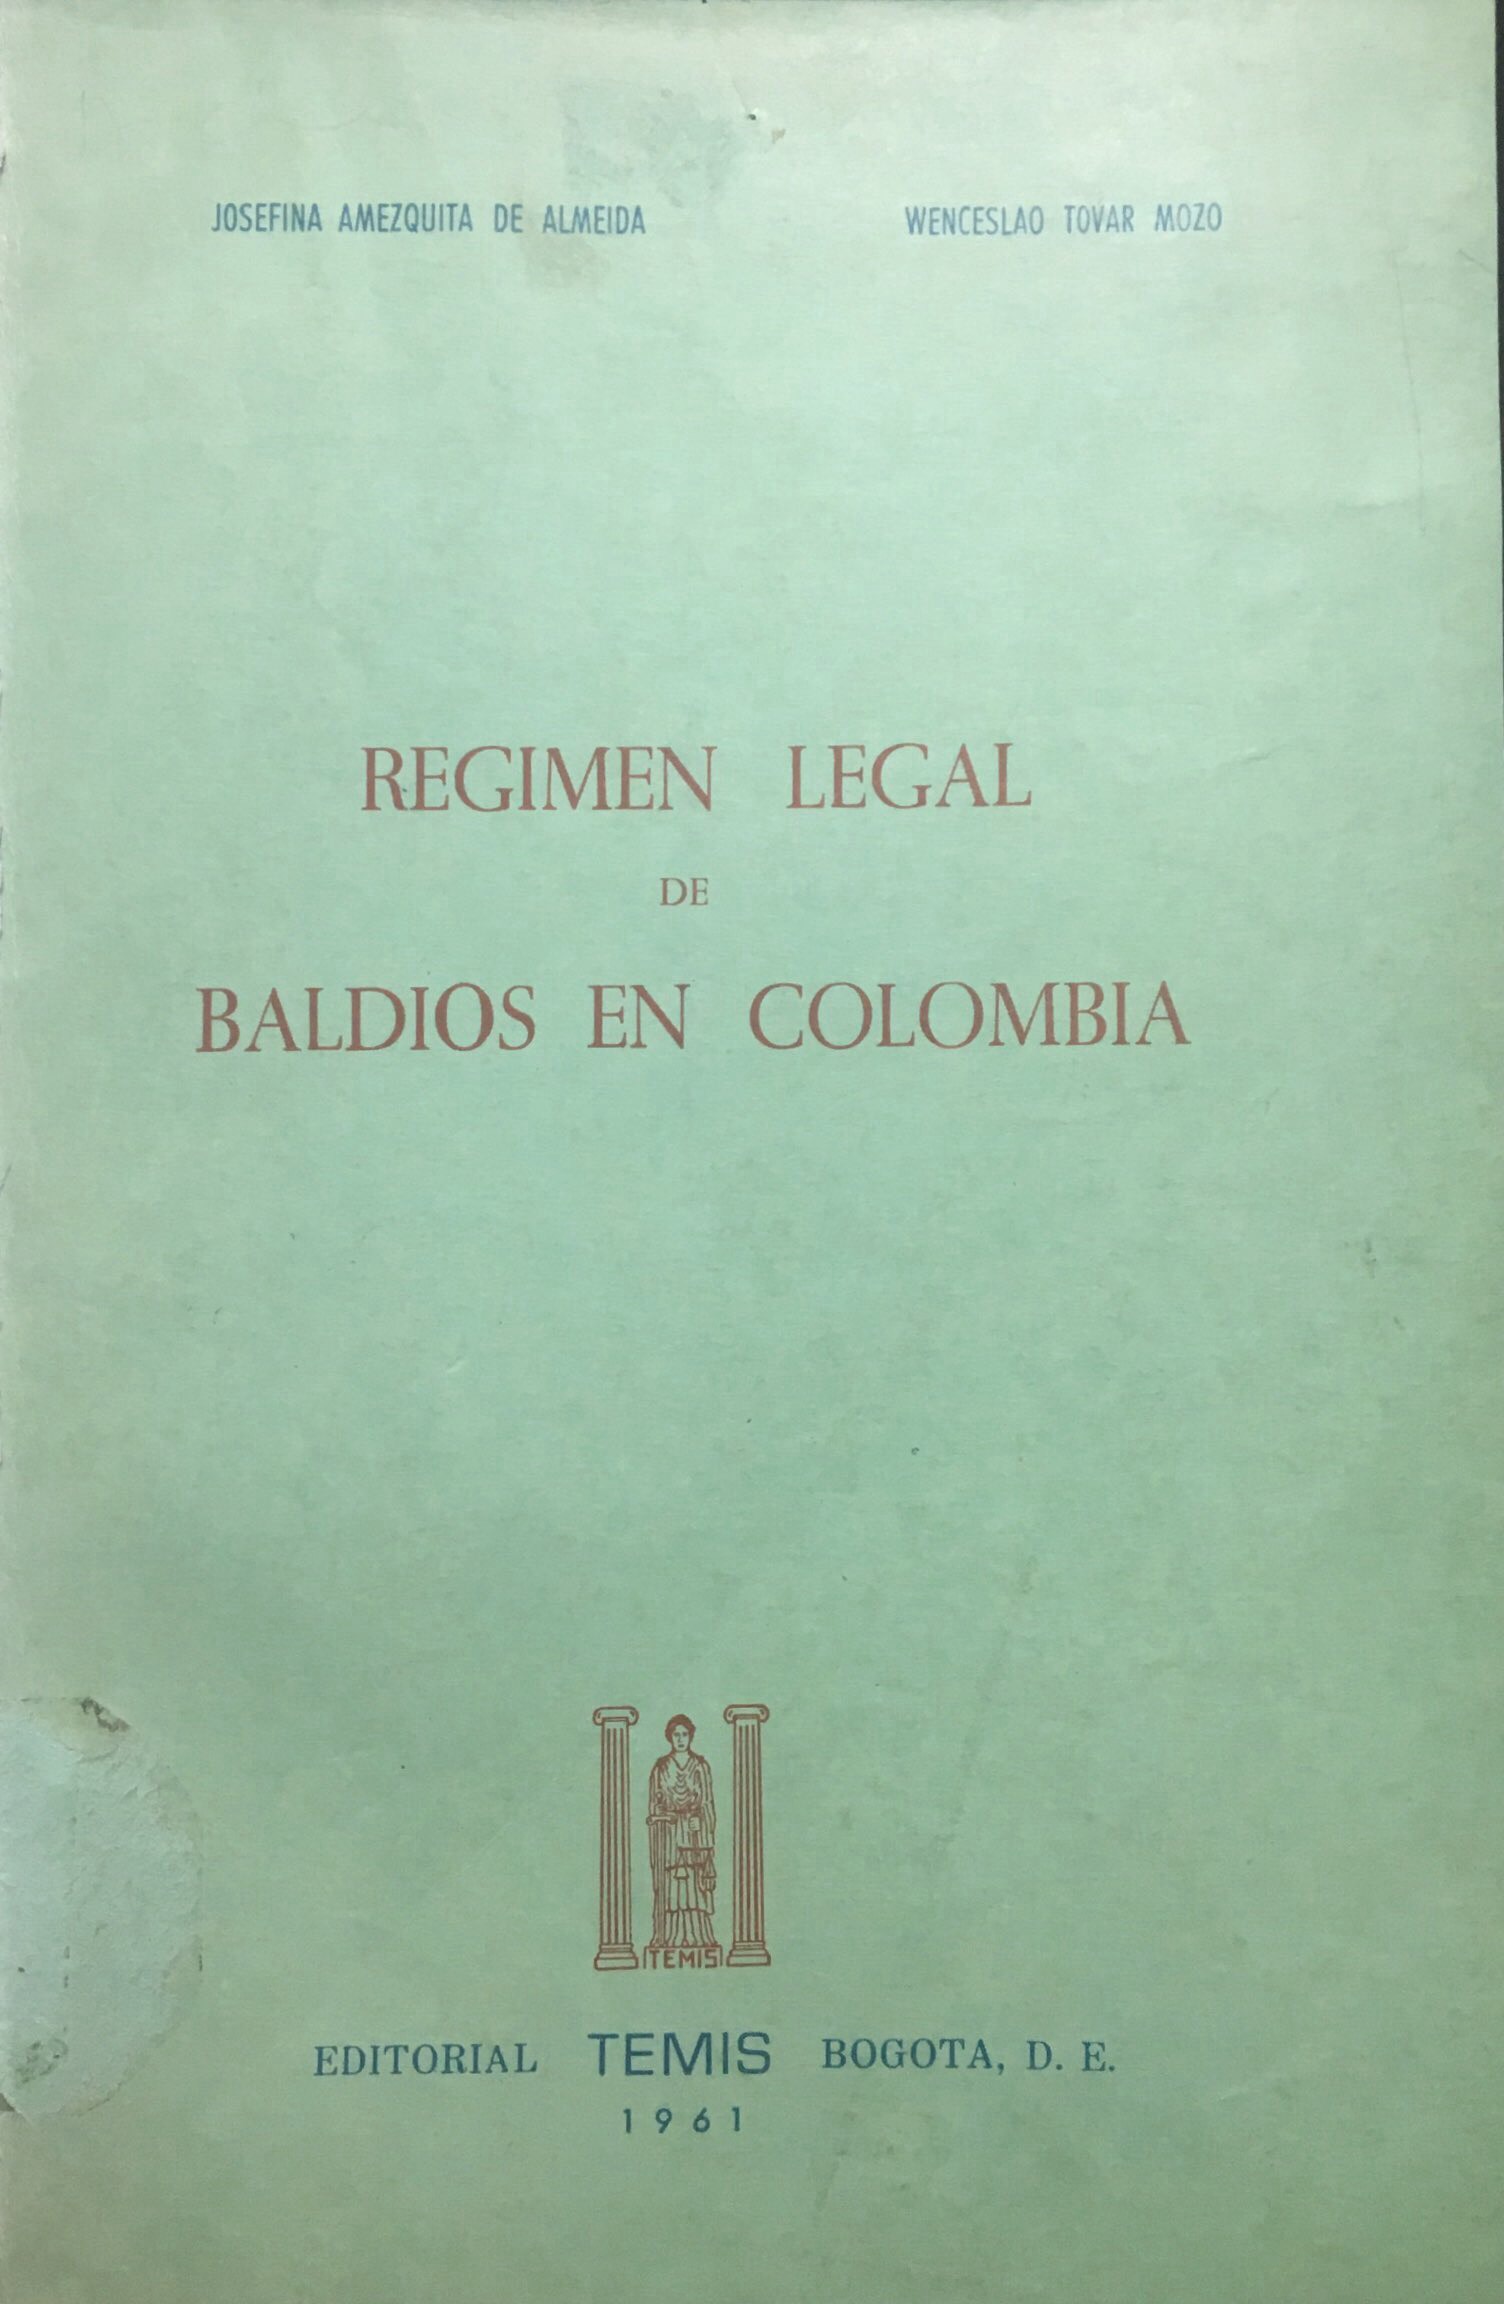 JOSEFINA AMEZQUITA DE ALMEIDA WENCESLAO TOVAR MOZO
REGIMEN LEGAL
DE
BALDIOS EN COLOMBIA
TEMIS
EDITORIAL TEMIS BOGOTA, D. E.
1961